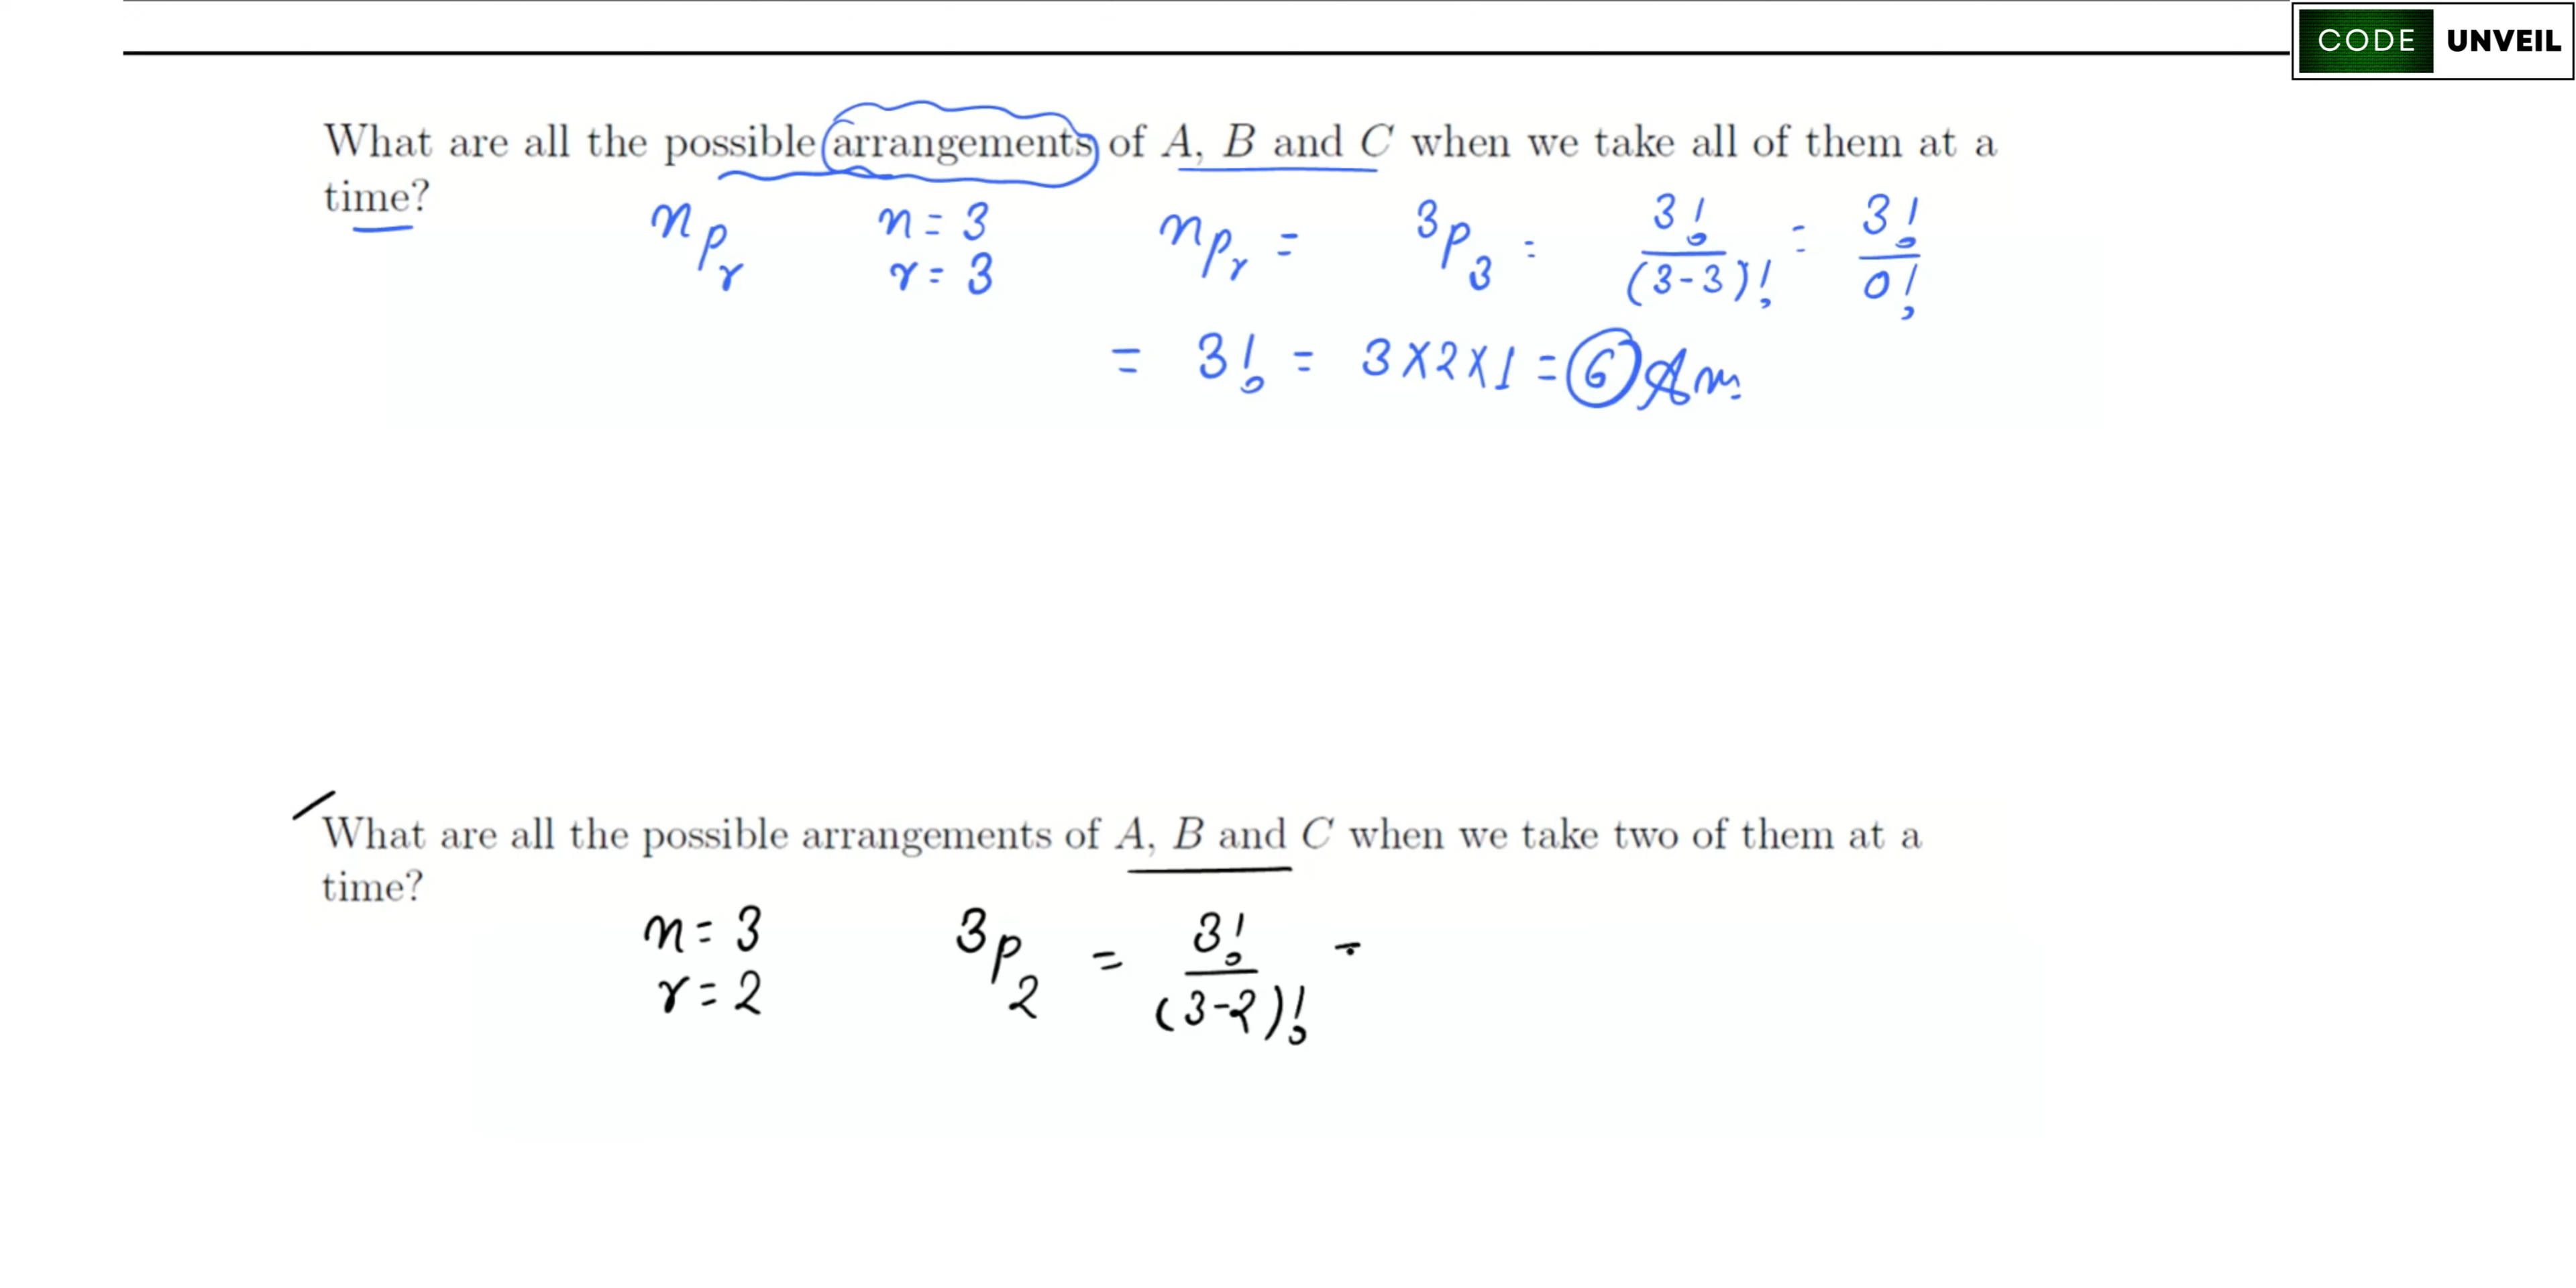 CODE UNVEIL
What are all the possible arrangements of A, B and C when we take all of them at a
time?
nPr n = 3 nPr = 3P3 = 3!/(3-3)! = 3!/0!
r = 3
= 3! = 3×2×1 = 6 Ans
What are all the possible arrangements of A, B and C when we take two of them at a
time?
n = 3 3P2 = 3!/(3-2)! =
r = 2